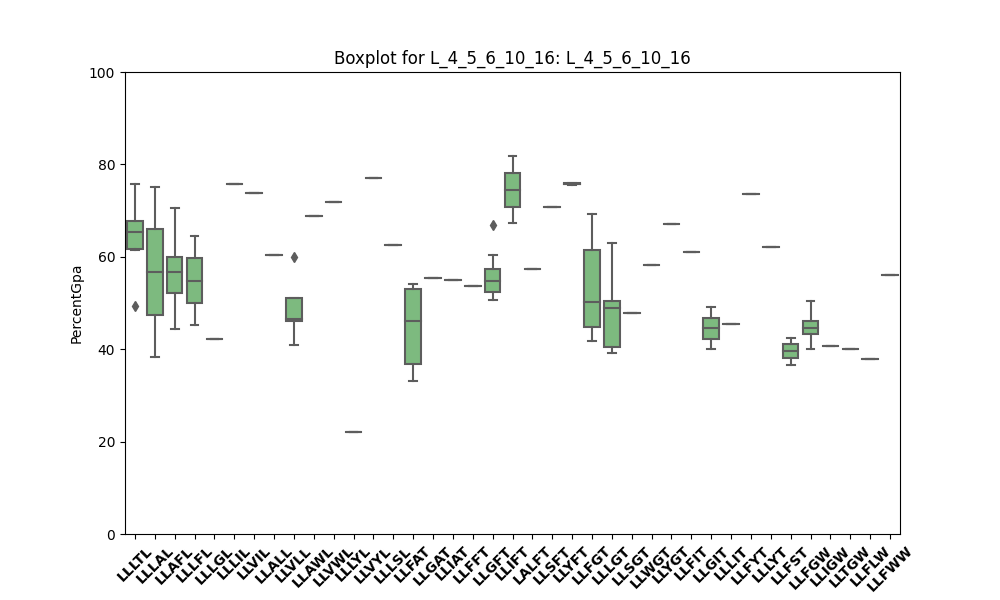 Boxplot for L_4_5_6_10_16: L_4_5_6_10_16
PercentGpa
100
80
60
40
20
0
LLLTL LLLAL LLAFL LLLFL LLLGL LLLIL LLVIL LLALL LLVLL LLAWL LLVWL LLLYL LLVYL LLLSL LLFAT LLGAT LLIAT LLFFT LLGFT LLIFT LALFT LLSFT LLYFT LLFGT LLLGT LLSGT LLWGT LLYGT LLFIT LLGIT LLLIT LLFYT LLLYT LLFST LLFGW LLIGW LLTGW LLFLW LLFWW